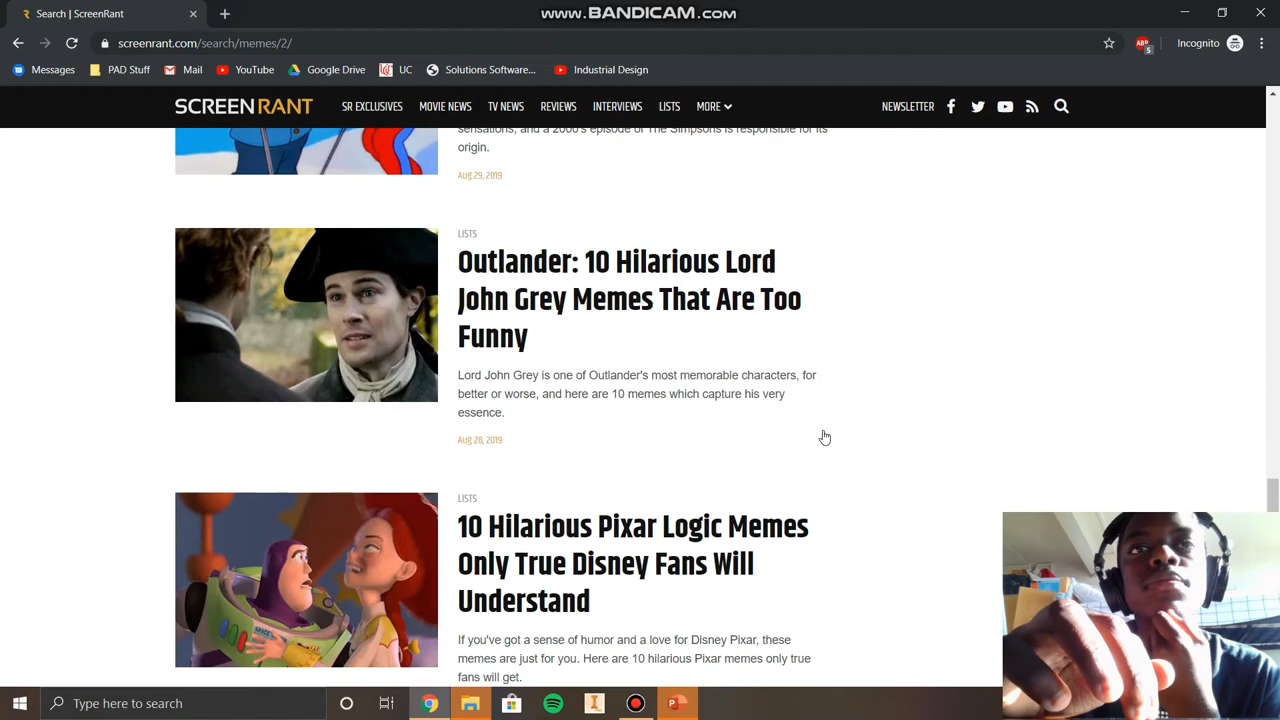 Search | ScreenRant
www.BANDICAM.com
screenrant.com/search/memes/2/
ABP
5
Incognito
Messages
PAD Stuff
Mail
YouTube
Google Drive
UC
Solutions Software...
Industrial Design
SCREENRANT
SR EXCLUSIVES
MOVIE NEWS
TV NEWS
REVIEWS
INTERVIEWS
LISTS
MORE
NEWSLETTER
sensations, and a 2000's episode of The Simpsons is responsible for its
origin.
Aug 29, 2019
LISTS
Outlander: 10 Hilarious Lord
John Grey Memes That Are Too
Funny
Lord John Grey is one of Outlander's most memorable characters, for
better or worse, and here are 10 memes which capture his very
essence.
Aug 28, 2019
LISTS
10 Hilarious Pixar Logic Memes
Only True Disney Fans Will
Understand
If you've got a sense of humor and a love for Disney Pixar, these
memes are just for you. Here are 10 hilarious Pixar memes only true
fans will get.
Type here to search